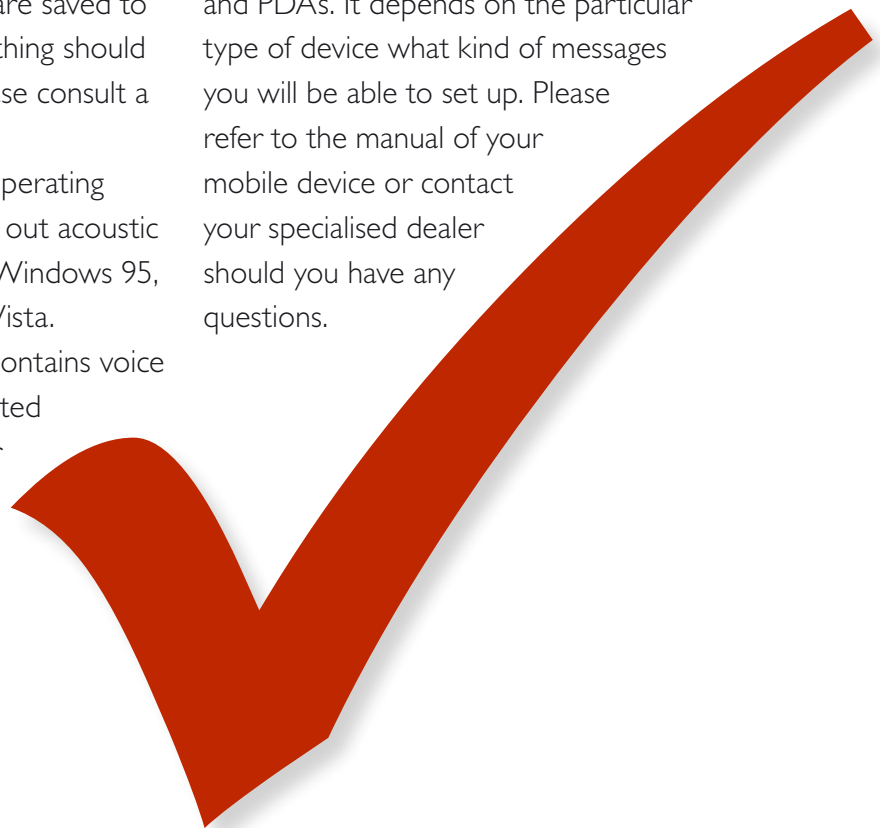 are saved to
thing should
se consult a
perating
out acoustic
Windows 95,
Vista.
ontains voice
ted
and PDAs. It depends on the particular
type of device what kind of messages
you will be able to set up. Please
refer to the manual of your
mobile device or contact
your specialised dealer
should you have any
questions.